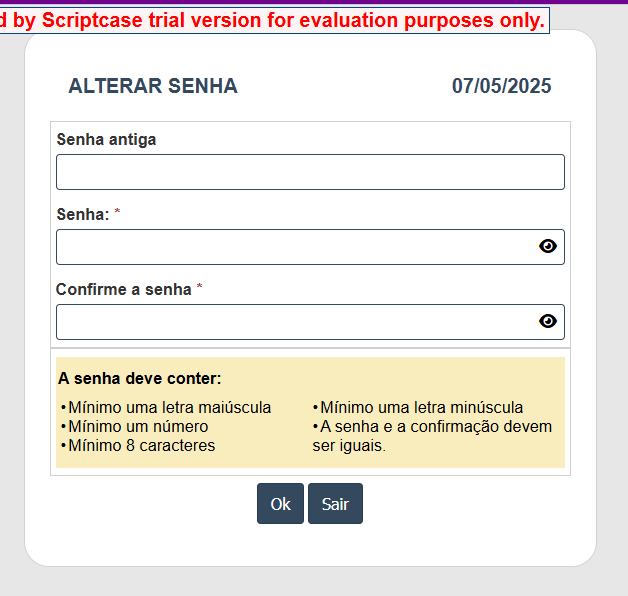 d by Scriptcase trial version for evaluation purposes only.
ALTERAR SENHA 07/05/2025
Senha antiga
Senha: *
Confirme a senha *
A senha deve conter:
•Mínimo uma letra maiúscula
•Mínimo um número
•Mínimo 8 caracteres
•Mínimo uma letra minúscula
•A senha e a confirmação devem
ser iguais.
Ok Sair